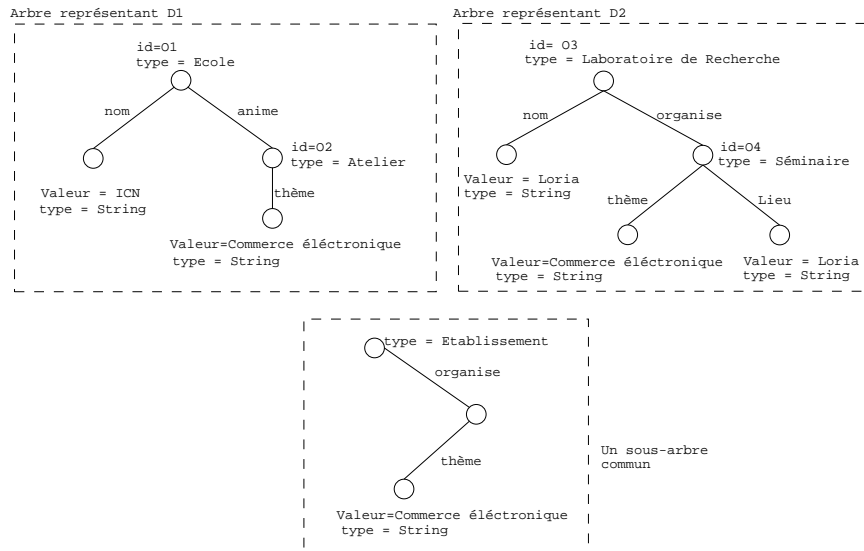 Arbre représentant D1
id=O1
type = Ecole
nom
anime
id=O2
type = Atelier
Valeur = ICN
type = String
thème
Valeur=Commerce éléctronique
type = String
Arbre représentant D2
id= O3
type = Laboratoire de Recherche
nom
organise
id=O4
type = Séminaire
Valeur = Loria
type = String
thème
Lieu
Valeur=Commerce éléctronique
type = String
Valeur = Loria
type = String
type = Etablissement
organise
thème
Valeur=Commerce éléctronique
type = String
Un sous-arbre
commun